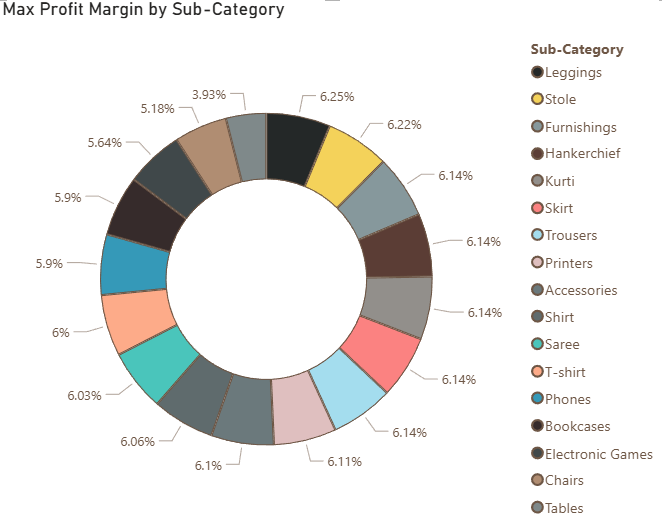 Max Profit Margin by Sub-Category
Sub-Category
Leggings
Stole
Furnishings
Hankerchief
Kurti
Skirt
Trousers
Printers
Accessories
Shirt
Saree
T-shirt
Phones
Bookcases
Electronic Games
Chairs
Tables
6.25%
6.22%
6.14%
6.14%
6.14%
6.14%
6.14%
6.11%
6.1%
6.06%
6.03%
6%
5.9%
5.9%
5.64%
5.18%
3.93%